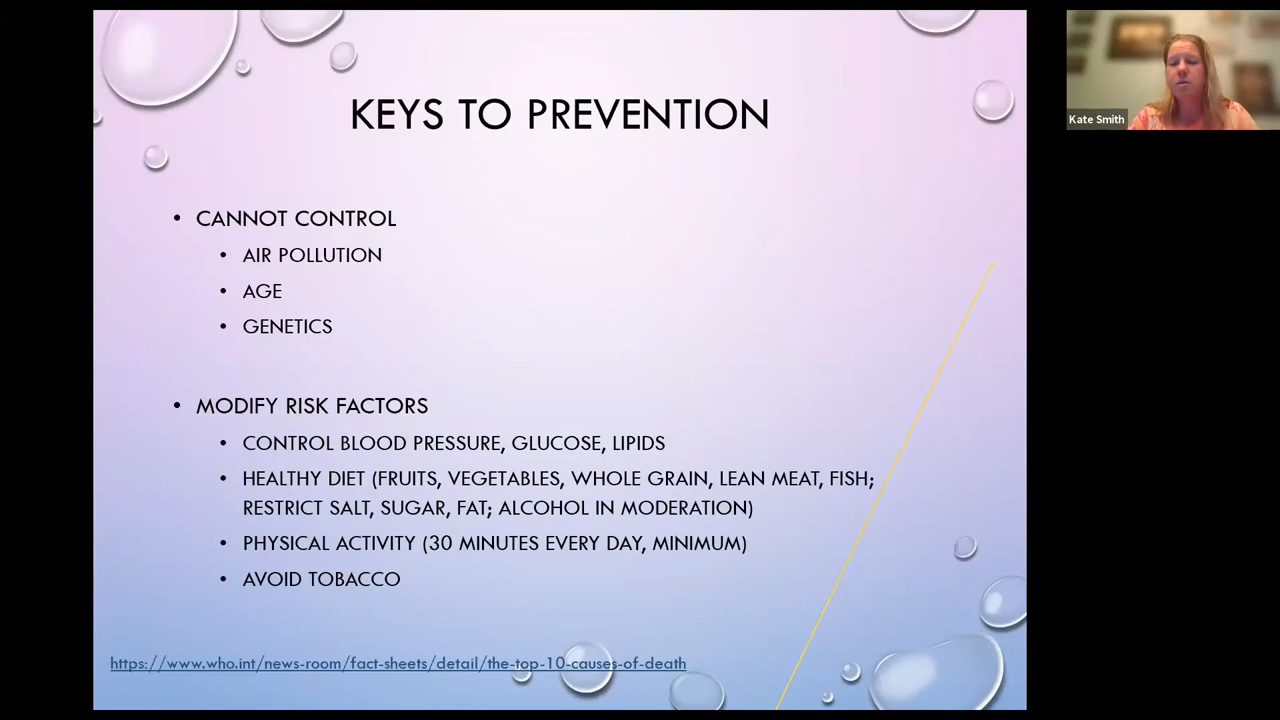 KEYS TO PREVENTION
• CANNOT CONTROL
• AIR POLLUTION
• AGE
• GENETICS
• MODIFY RISK FACTORS
• CONTROL BLOOD PRESSURE, GLUCOSE, LIPIDS
• HEALTHY DIET (FRUITS, VEGETABLES, WHOLE GRAIN, LEAN MEAT, FISH;
RESTRICT SALT, SUGAR, FAT; ALCOHOL IN MODERATION)
• PHYSICAL ACTIVITY (30 MINUTES EVERY DAY, MINIMUM)
• AVOID TOBACCO
https://www.who.int/news-room/fact-sheets/detail/the-top-10-causes-of-death
Kate Smith